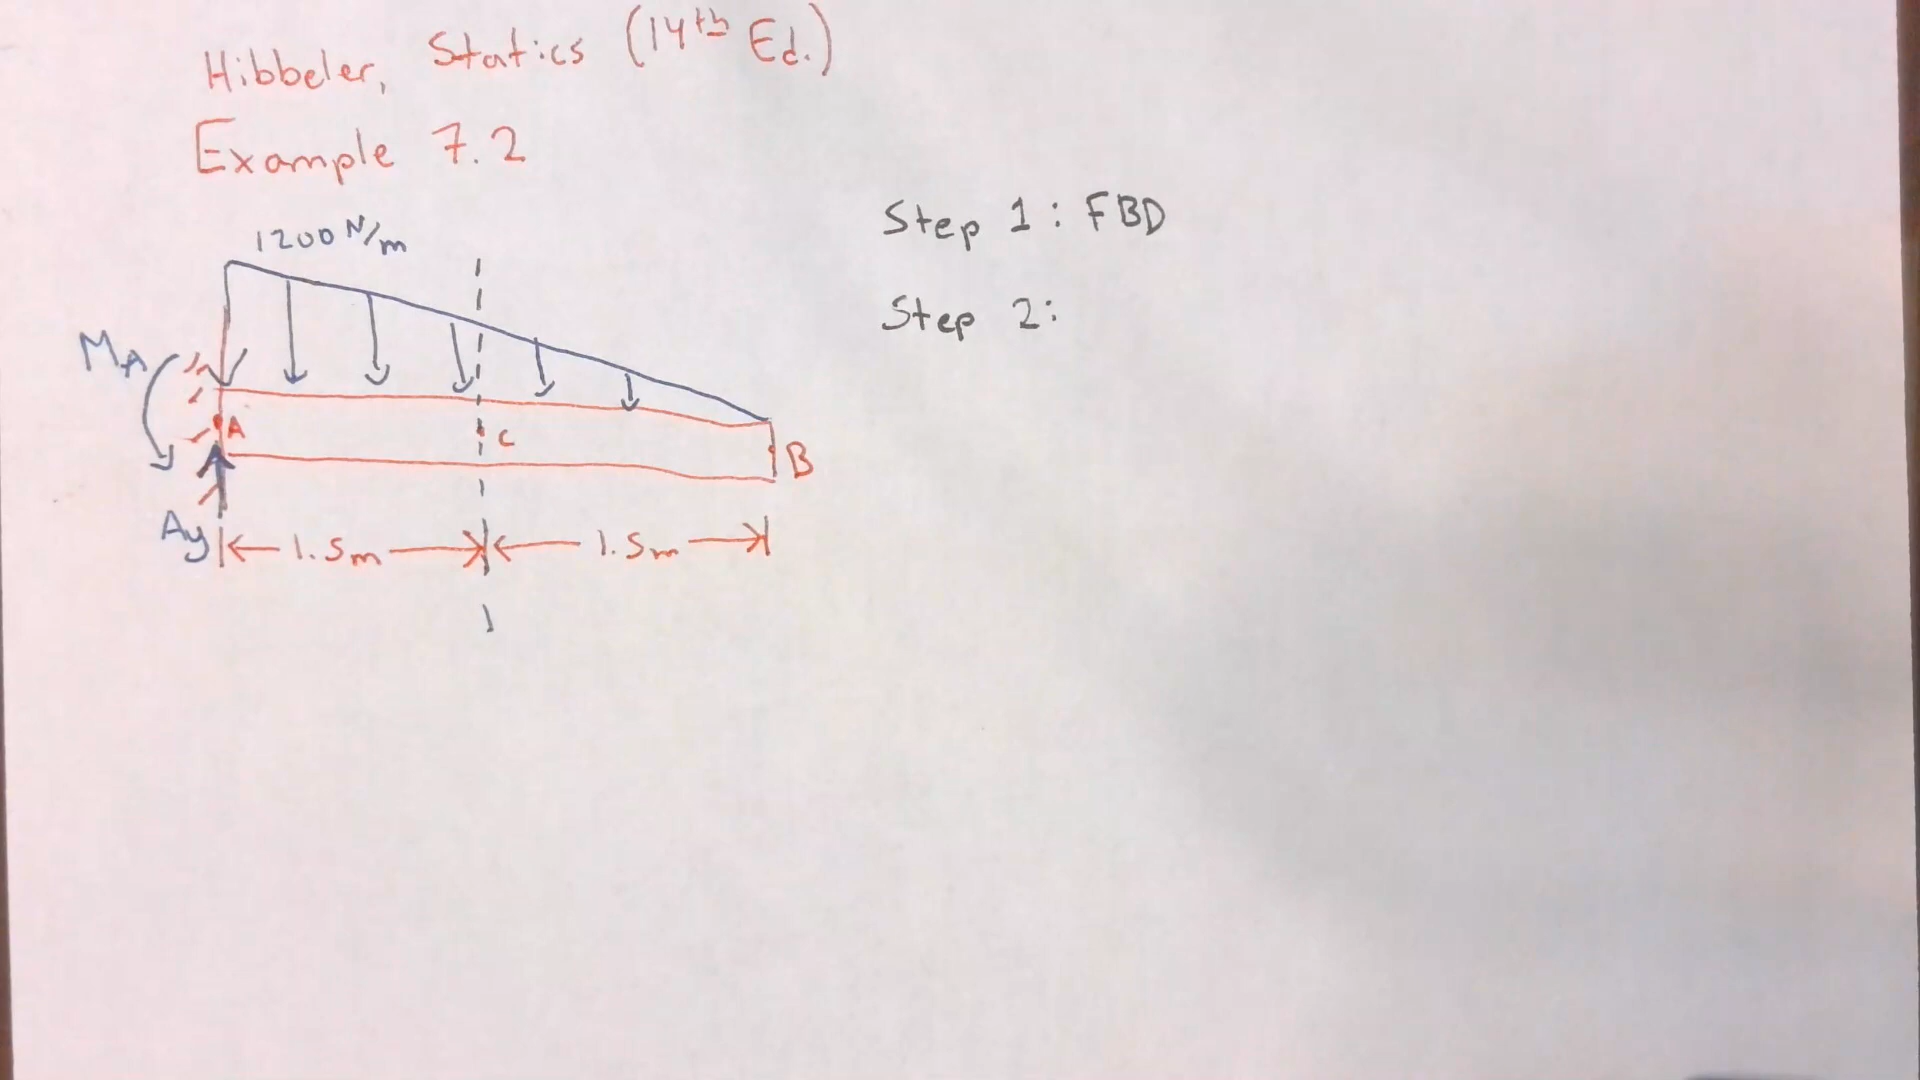 Hibbeler, Statics (14th Ed.)
Example 7.2
Step 1: FBD
1200 N/m
Step 2:
MA
A
C
B
Ay
1.5m
1.5m